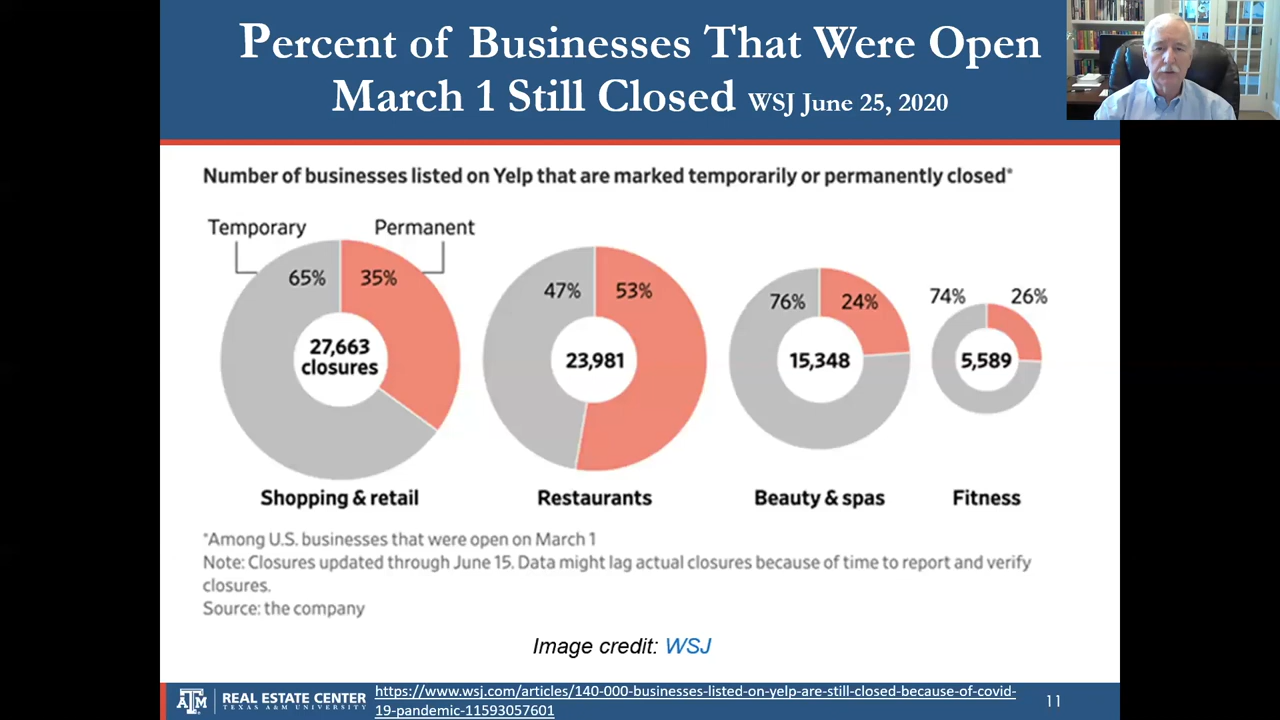 Percent of Businesses That Were Open
March 1 Still Closed WSJ June 25, 2020
Number of businesses listed on Yelp that are marked temporarily or permanently closed*
Temporary Permanent
65% 35%
27,663
closures
Shopping & retail
47% 53%
23,981
Restaurants
76% 24%
15,348
Beauty & spas
74% 26%
5,589
Fitness
*Among U.S. businesses that were open on March 1
Note: Closures updated through June 15. Data might lag actual closures because of time to report and verify
closures.
Source: the company
Image credit: WSJ
ATM
REAL ESTATE CENTER
TEXAS A&M UNIVERSITY
https://www.wsj.com/articles/140-000-businesses-listed-on-yelp-are-still-closed-because-of-covid-
19-pandemic-11593057601
11